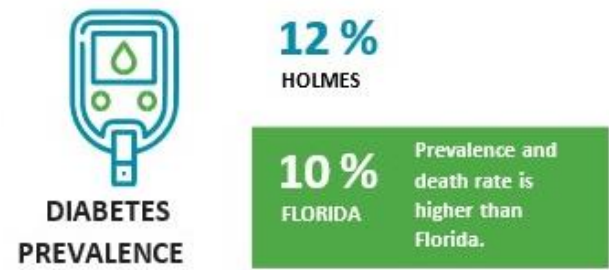 12 %
HOLMES
10 %
FLORIDA
Prevalence and
death rate is
higher than
Florida.
DIABETES
PREVALENCE